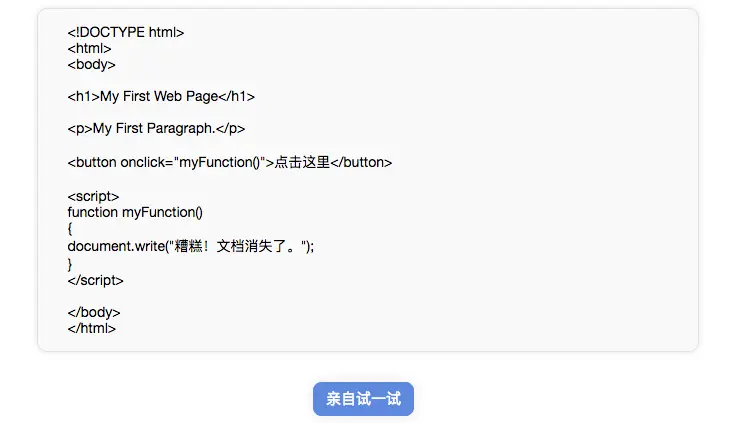 <!DOCTYPE html>
<html>
<body>
<h1>My First Web Page</h1>
<p>My First Paragraph.</p>
<button onclick="myFunction()">点击这里</button>
<script>
function myFunction()
{
document.write("糟糕！文档消失了。");
}
</script>
</body>
</html>
亲自试一试